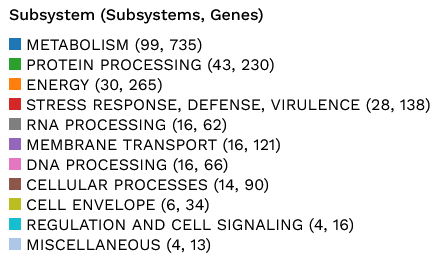 Subsystem (Subsystems, Genes)
METABOLISM (99, 735)
PROTEIN PROCESSING (43, 230)
ENERGY (30, 265)
STRESS RESPONSE, DEFENSE, VIRULENCE (28, 138)
RNA PROCESSING (16, 62)
MEMBRANE TRANSPORT (16, 121)
DNA PROCESSING (16, 66)
CELLULAR PROCESSES (14, 90)
CELL ENVELOPE (6, 34)
REGULATION AND CELL SIGNALING (4, 16)
MISCELLANEOUS (4, 13)